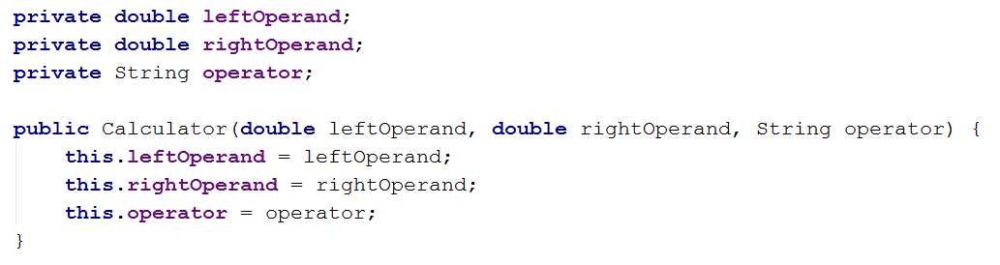 private double leftOperand;
private double rightOperand;
private String operator;

public Calculator(double leftOperand, double rightOperand, String operator) {
    this.leftOperand = leftOperand;
    this.rightOperand = rightOperand;
    this.operator = operator;
}